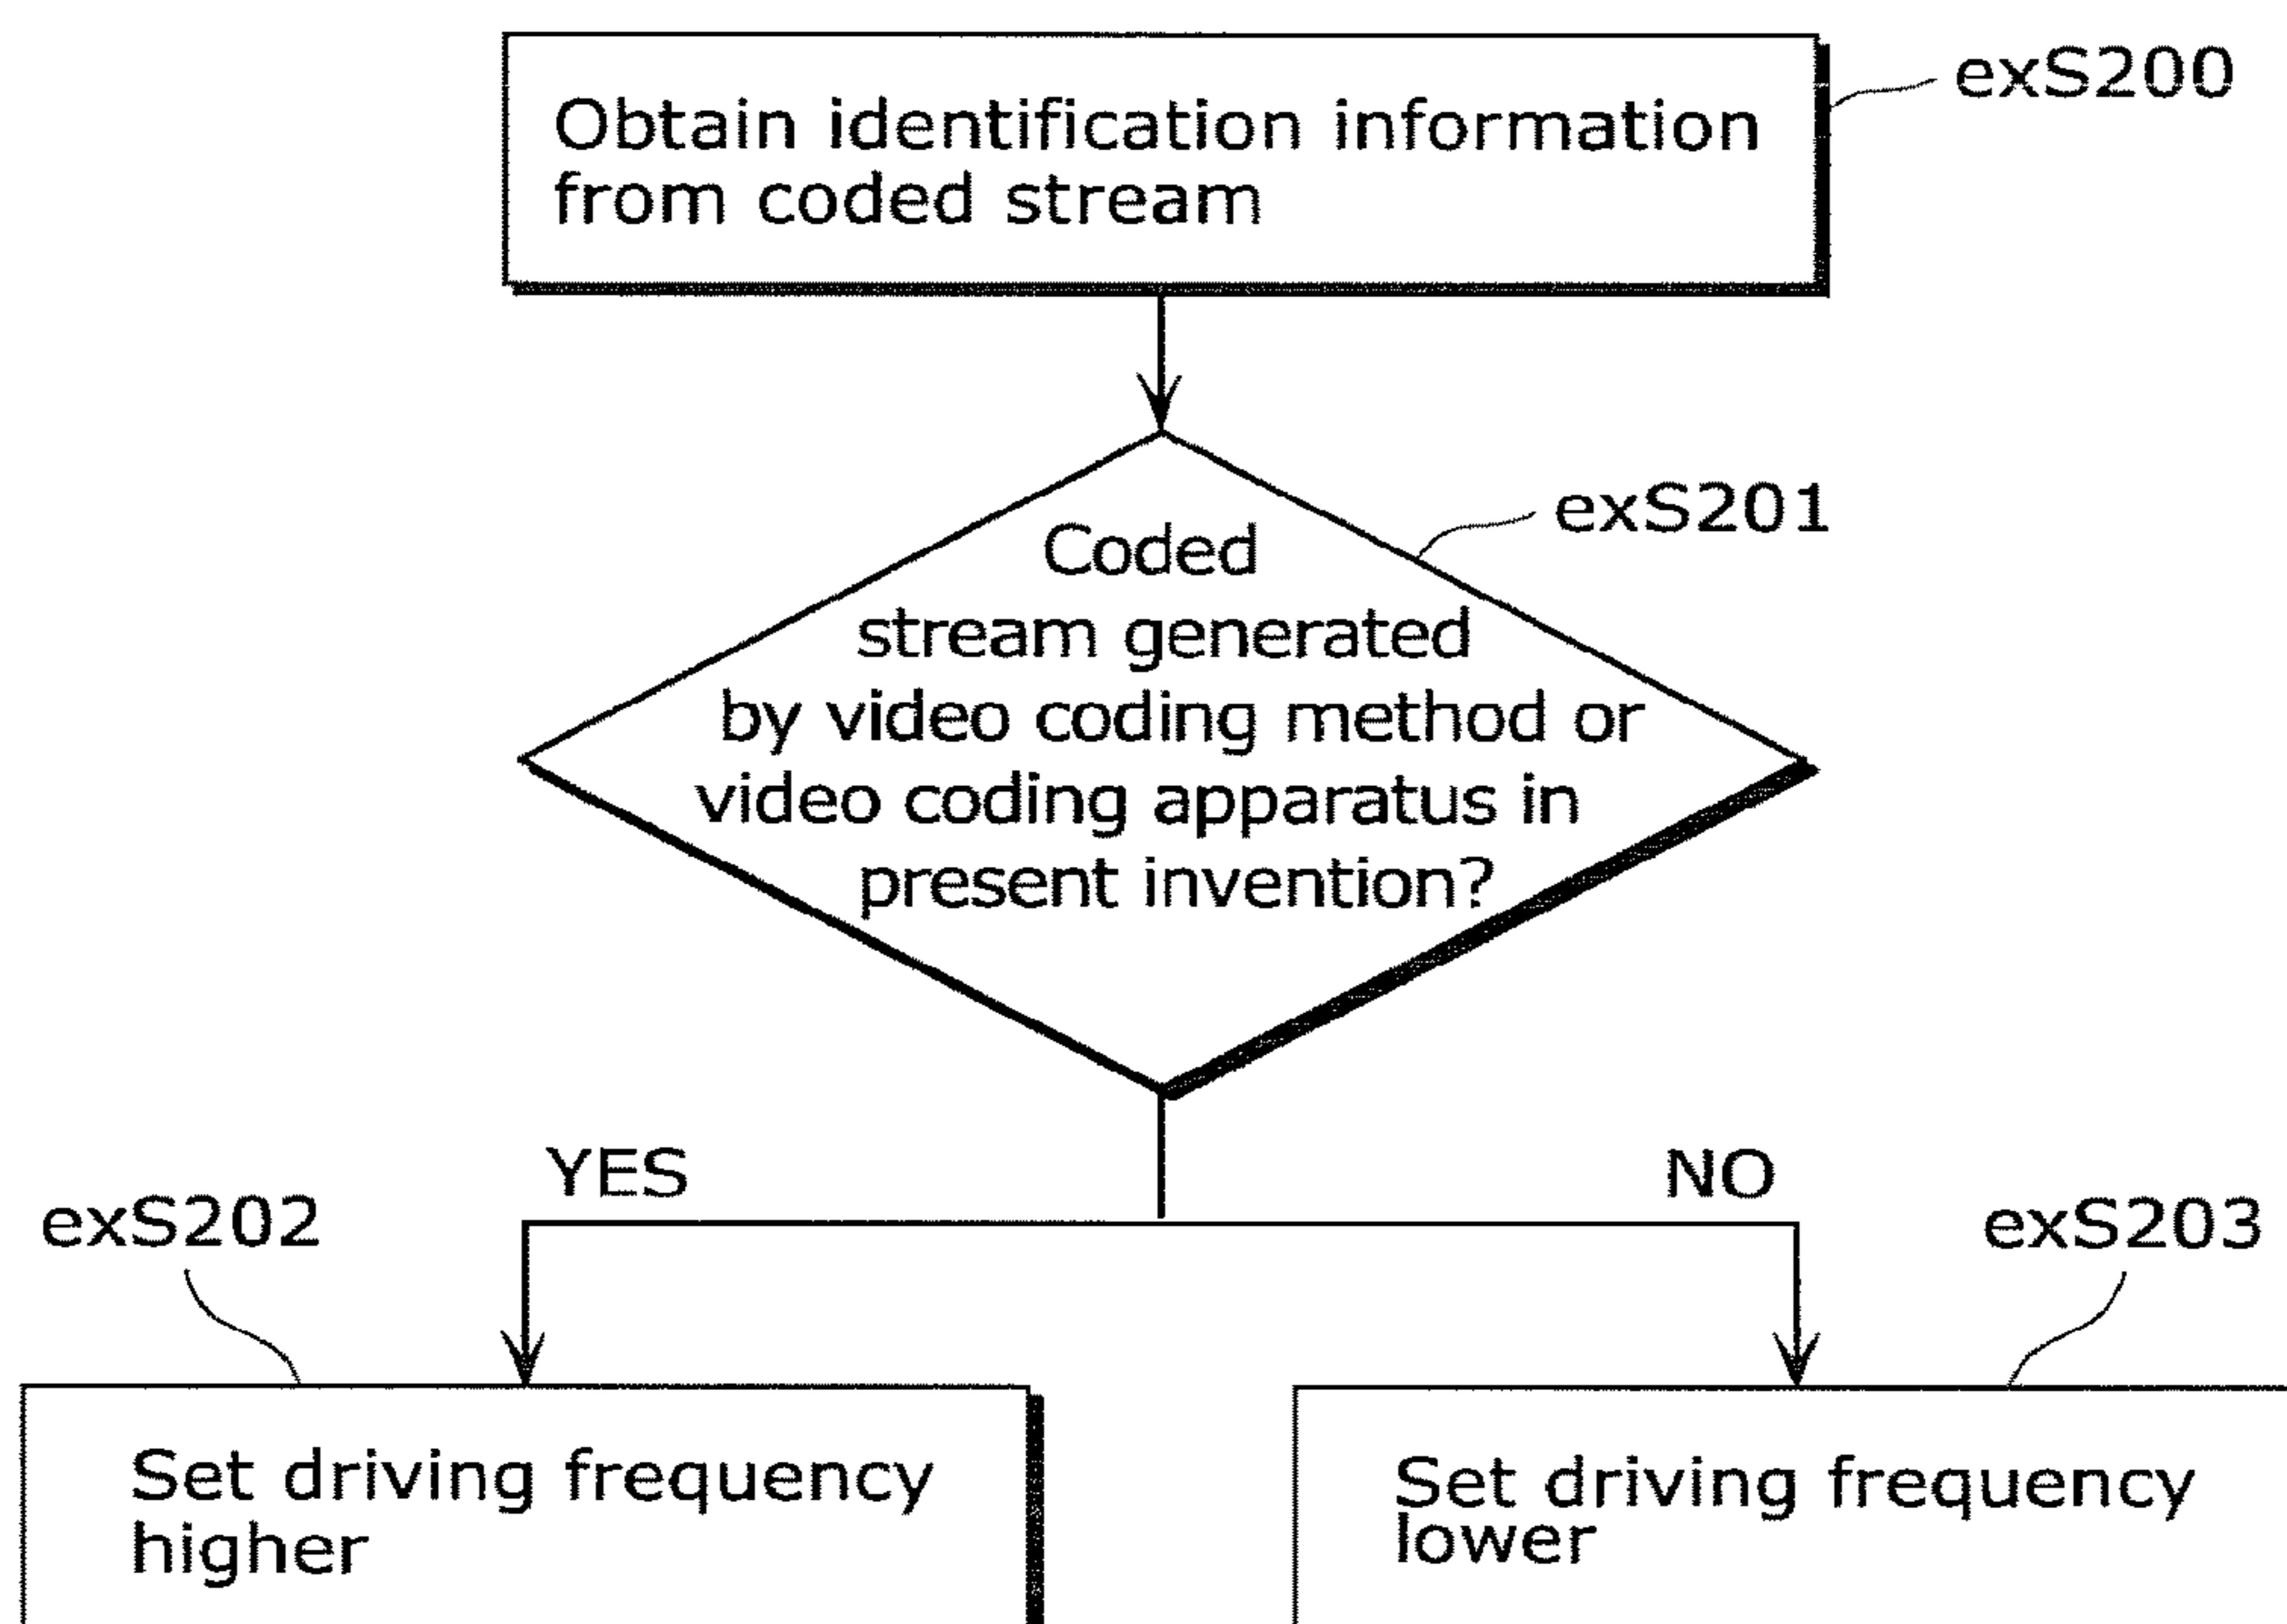 Obtain identification information
from coded stream
exS200
Coded
stream generated
by video coding method or
video coding apparatus in
present invention?
exS201
YES
NO
exS202
exS203
Set driving frequency
higher
Set driving frequency
lower